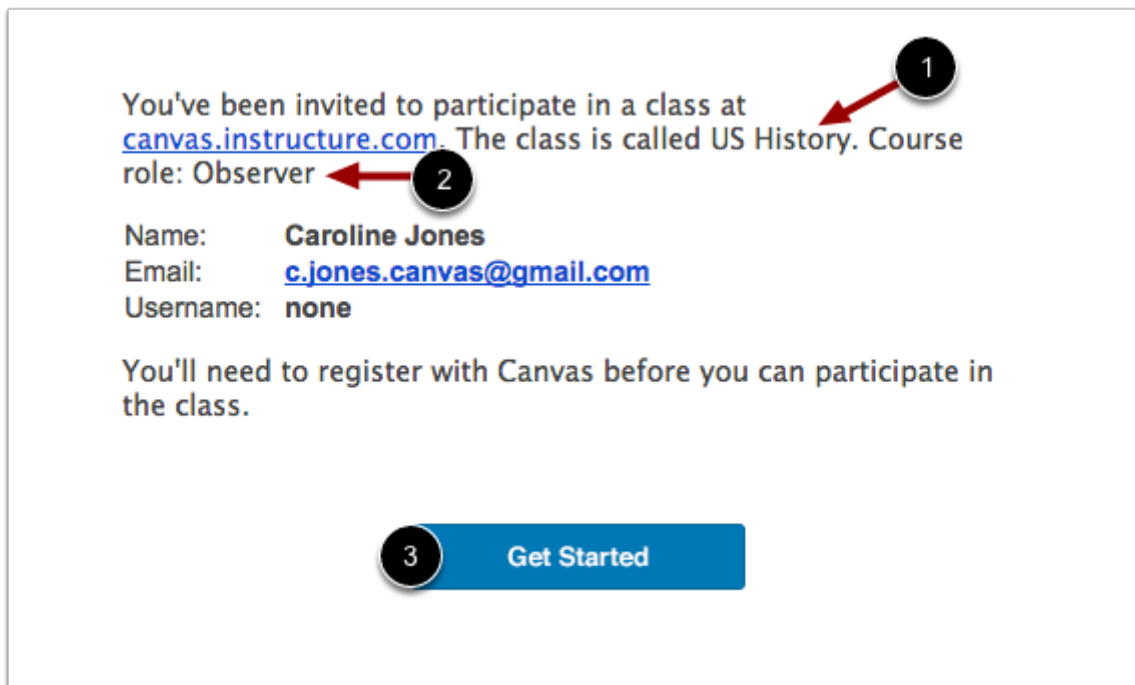 1
You've been invited to participate in a class at
canvas.instructure.com. The class is called US History. Course
role: Observer 2
Name: Caroline Jones
Email: c.jones.canvas@gmail.com
Username: none
You'll need to register with Canvas before you can participate in
the class.
3 Get Started